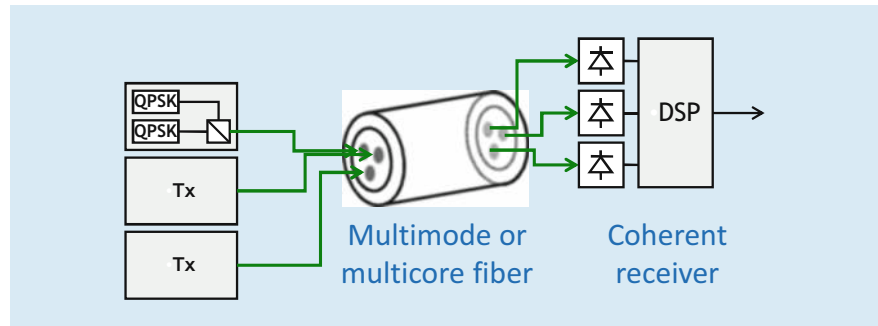 QPSK
QPSK
Tx
Tx
DSP
Multimode or
multicore fiber
Coherent
receiver